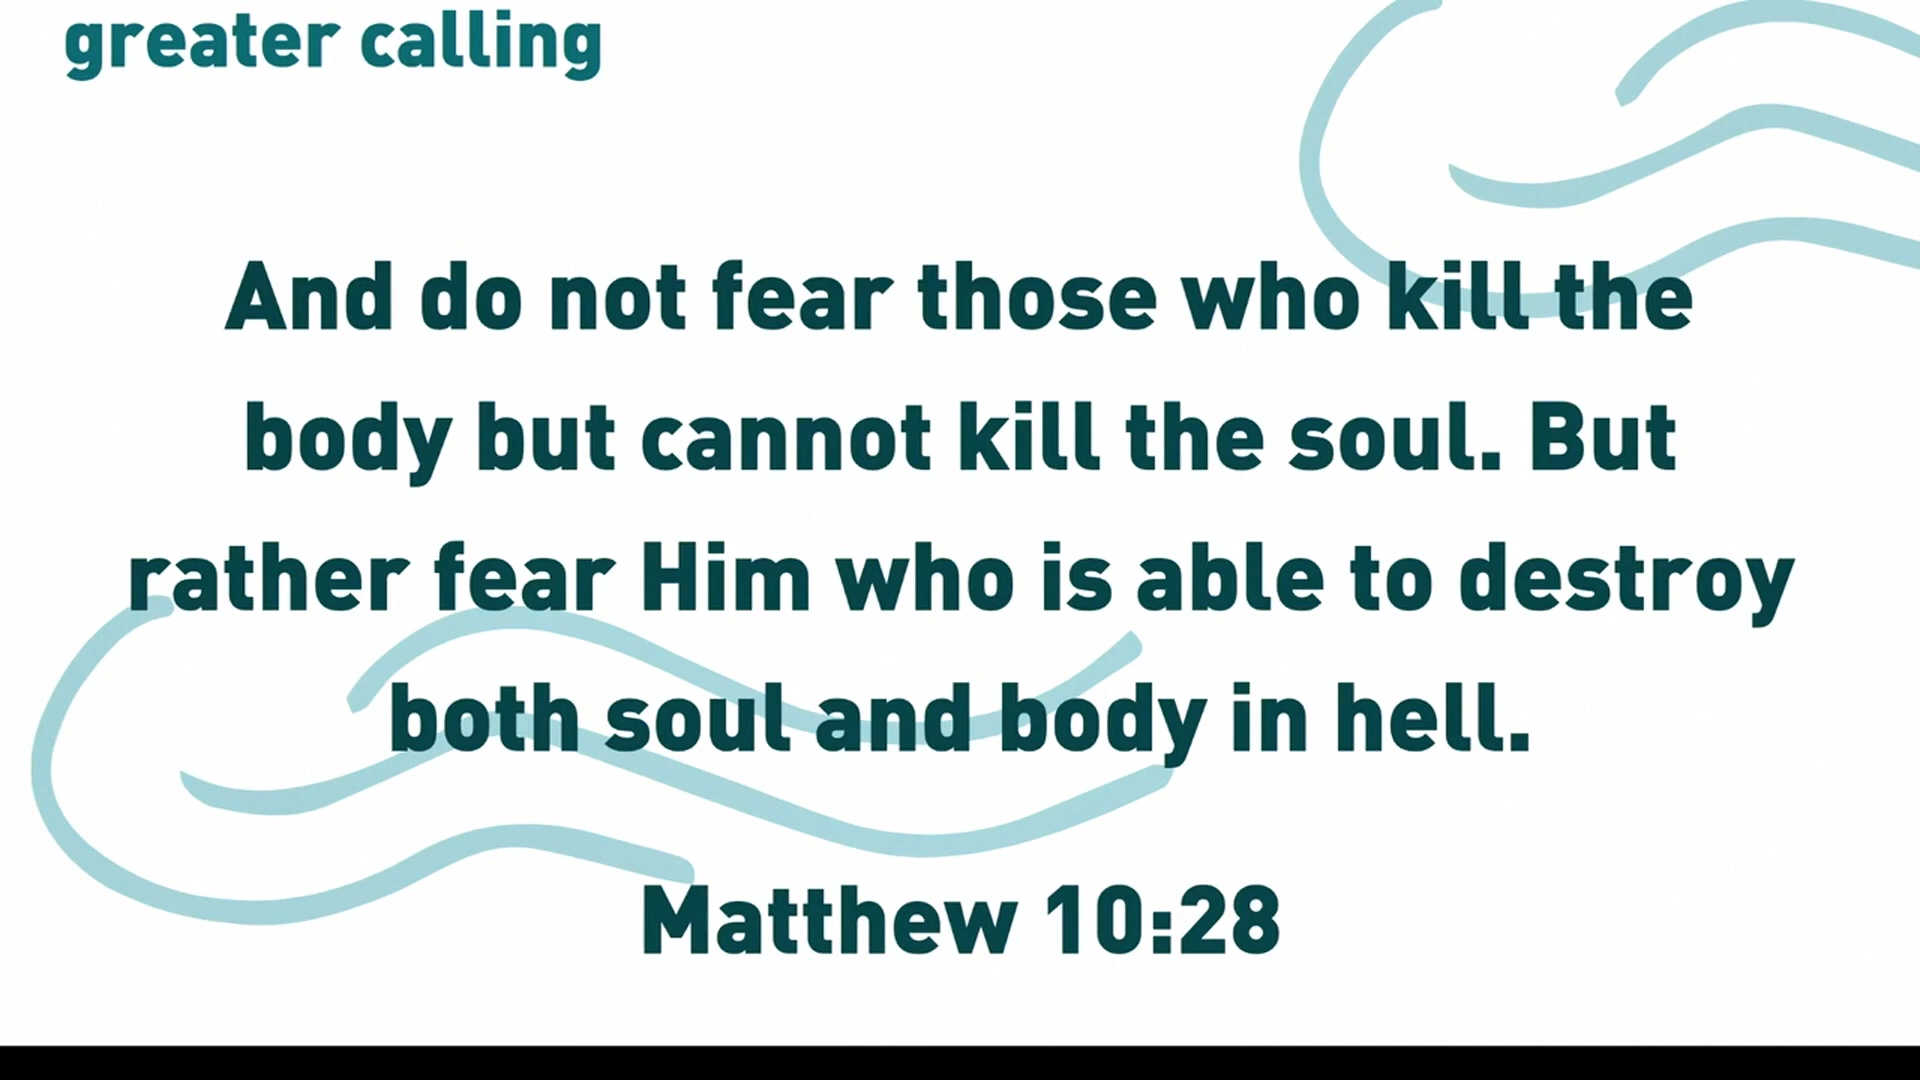 greater calling
And do not fear those who kill the
body but cannot kill the soul. But
rather fear Him who is able to destroy
both soul and body in hell.
Matthew 10:28